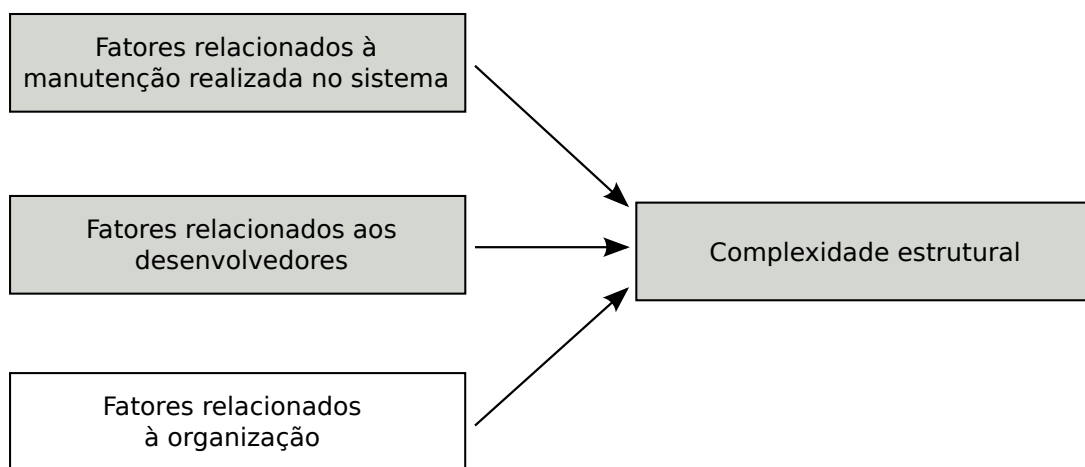 Fatores relacionados à
manutenção realizada no sistema
Fatores relacionados aos
desenvolvedores
Complexidade estrutural
Fatores relacionados
à organização